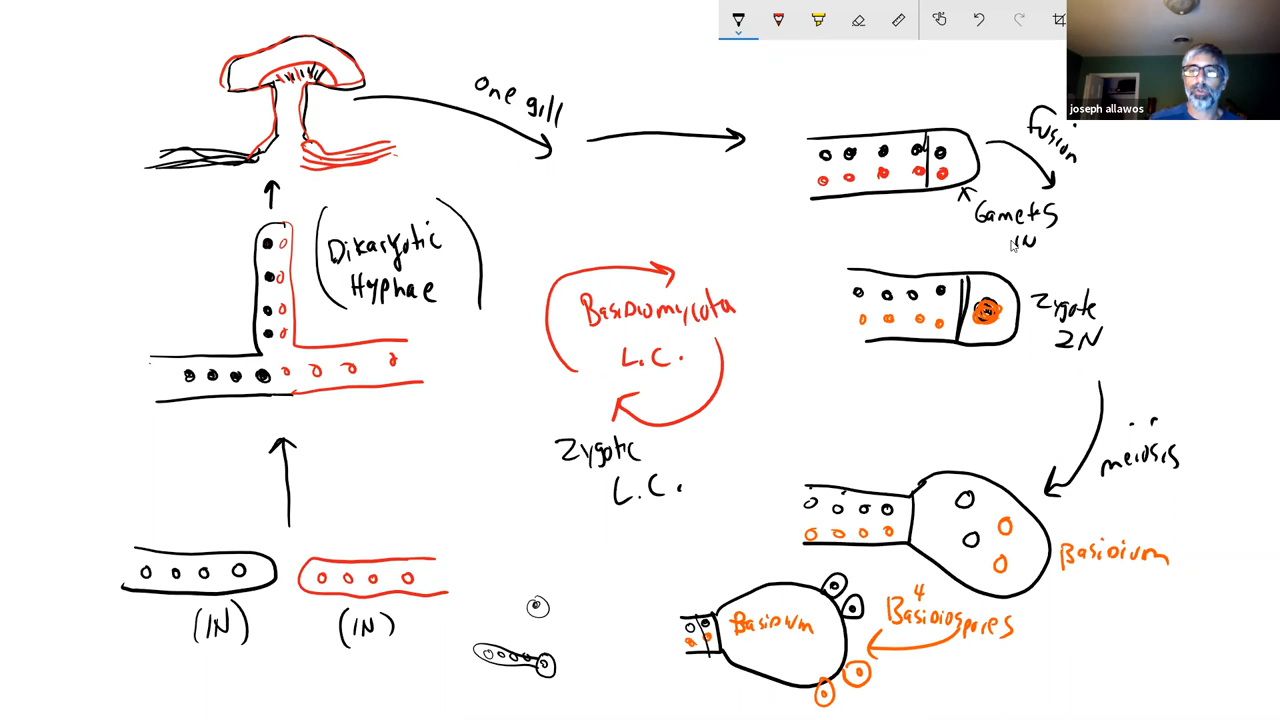 joseph allawos
one gill
Fusion
Gamets
1N
Dikaryotic
Hyphae
Basidiomycota
L.C.
Zygote
2N
Zygotic
L.C.
meiosis
Basidium
(1N)
(1N)
Basidium
4
Basidiospores